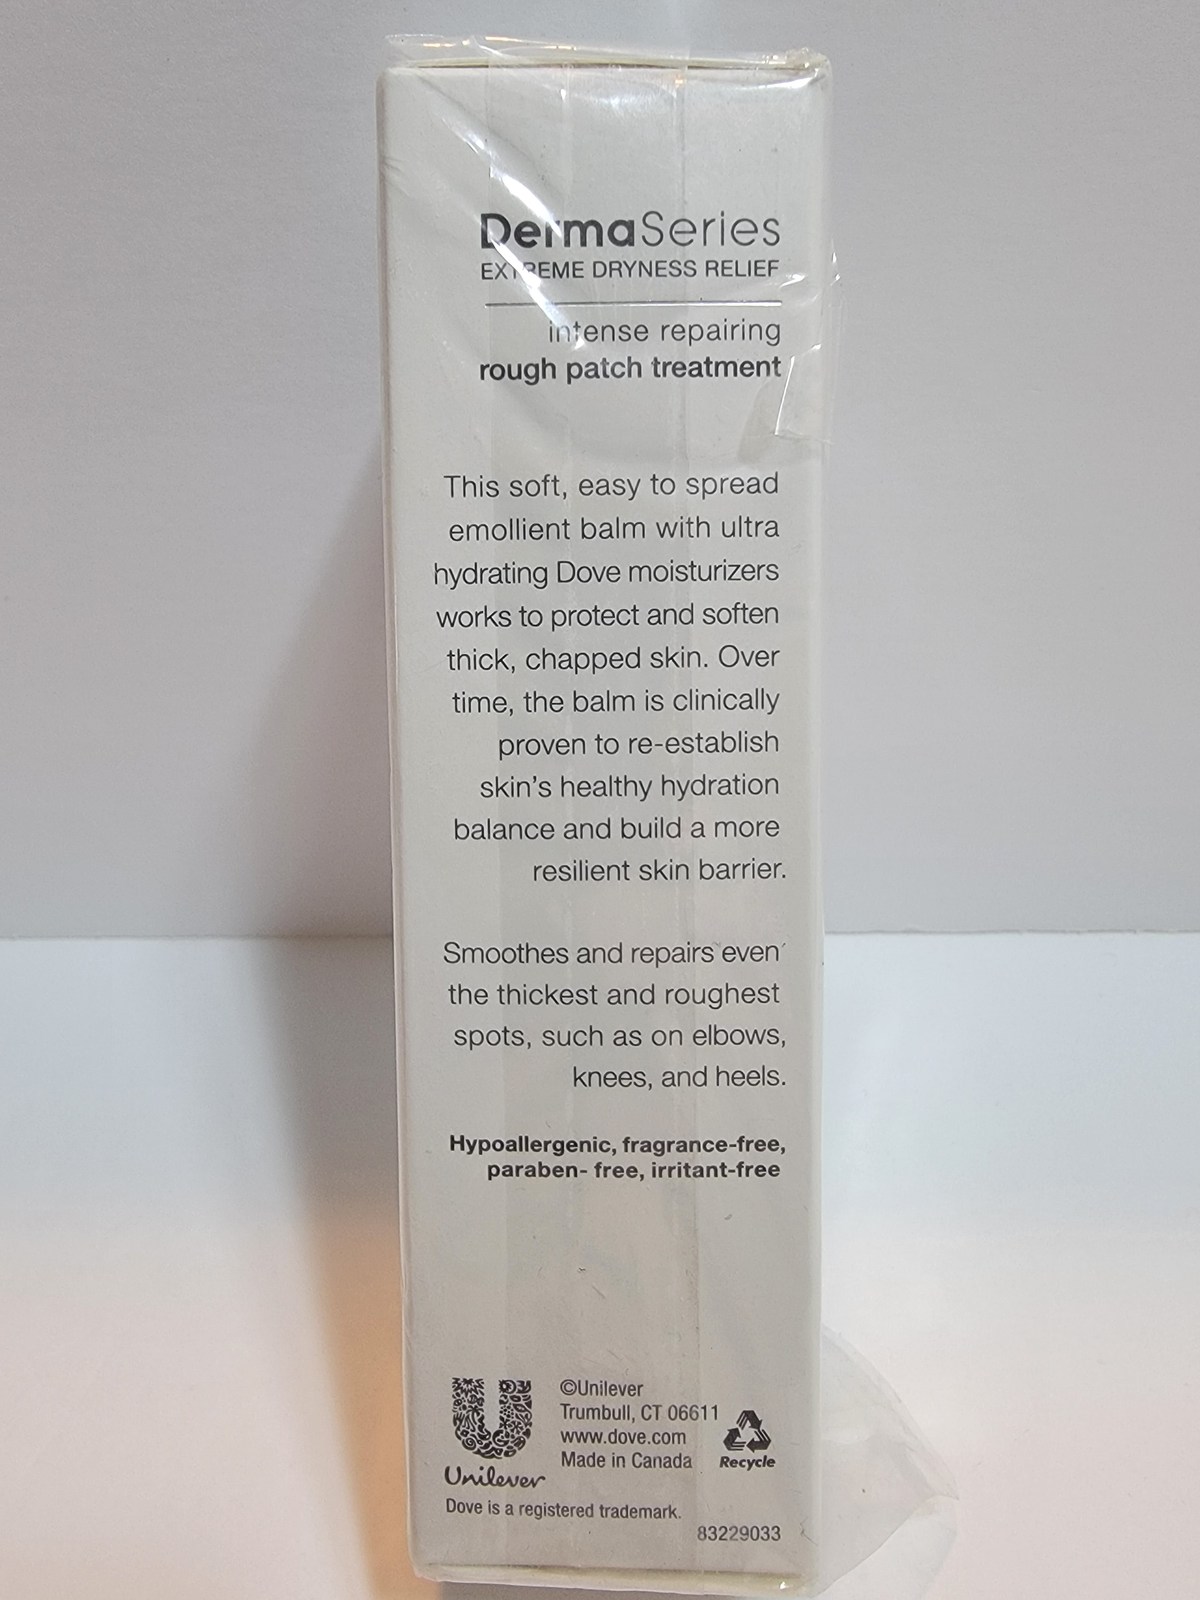 DermaSeries
EXTREME DRYNESS RELIEF
intense repairing
rough patch treatment
This soft, easy to spread
emollient balm with ultra
hydrating Dove moisturizers
works to protect and soften
thick, chapped skin. Over
time, the balm is clinically
proven to re-establish
skin's healthy hydration
balance and build a more
resilient skin barrier.
Smoothes and repairs even
the thickest and roughest
spots, such as on elbows,
knees, and heels.
Hypoallergenic, fragrance-free,
paraben- free, irritant-free
©Unilever
Trumbull, CT 06611
www.dove.com
Made in Canada
Recycle
Unilever
Dove is a registered trademark.
83229033